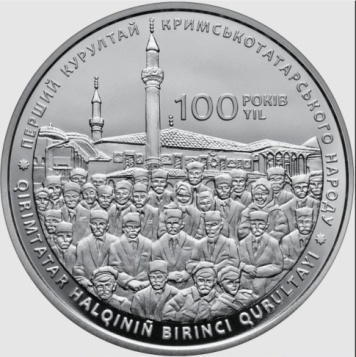 ПЕРШИЙ КУРУЛТАЙ КРИМСЬКОТАТАРСЬКОГО НАРОДУ
100 РОКІВ
YIL
QIRIMTATAR HALQINIÑ BIRINCI QURULTAYI